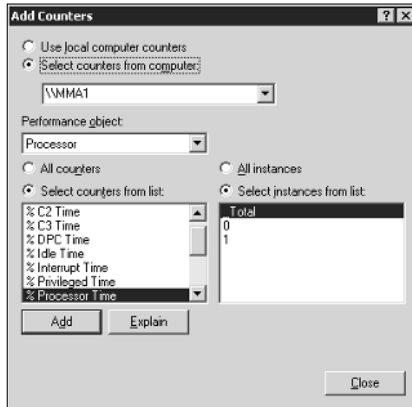 Add Counters
Use local computer counters
Select counters from computer:
\\MMA1
Performance object:
Processor
All counters
All instances
Select counters from list:
Select instances from list:
% C2 Time
% C3 Time
% DPC Time
% Idle Time
% Interrupt Time
% Privileged Time
% Processor Time
_Total
0
1
Add
Explain
Close